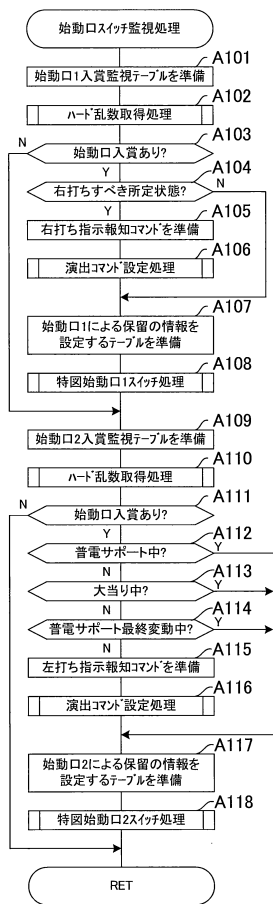 始動口スイッチ監視処理
A101
始動口1入賞監視テーブルを準備
A102
ハード乱数取得処理
A103
N
始動口入賞あり?
Y
A104
右打ちすべき所定状態?
N
Y
A105
右打ち指示報知コマンドを準備
A106
演出コマンド設定処理
A107
始動口1による保留の情報を
設定するテーブルを準備
A108
特図始動口1スイッチ処理
A109
始動口2入賞監視テーブルを準備
A110
ハード乱数取得処理
A111
N
始動口入賞あり?
Y
A112
普電サポート中?
Y
N
A113
大当り中?
Y
N
A114
普電サポート最終変動中?
Y
N
A115
左打ち指示報知コマンドを準備
A116
演出コマンド設定処理
A117
始動口2による保留の情報を
設定するテーブルを準備
A118
特図始動口2スイッチ処理
RET